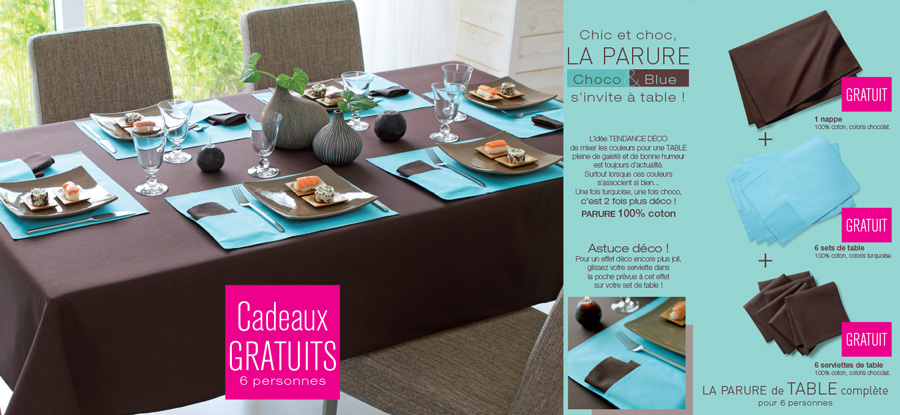 Cadeaux
GRATUITS
6 personnes
Chic et choc,
LA PARURE
Choco & Blue
s'invite à table !
L'idée TENDANCE DÉCO
de mixer les couleurs pour une TABLE
pleine de gaieté et de bonne humeur
est toujours d'actualité.
Surtout lorsque ces couleurs
s'associent si bien...
Une fois turquoise, une fois choco,
c'est 2 fois plus déco !
PARURE 100% coton
Astuce déco !
Pour un effet déco encore plus joli,
glissez votre serviette dans
la poche prévue à cet effet
sur votre set de table !
GRATUIT
1 nappe
100% coton, coloris chocolat.
+
GRATUIT
6 sets de table
100% coton, coloris turquoise.
+
GRATUIT
6 serviettes de table
100% coton, coloris chocolat.
LA PARURE de TABLE complète
pour 6 personnes